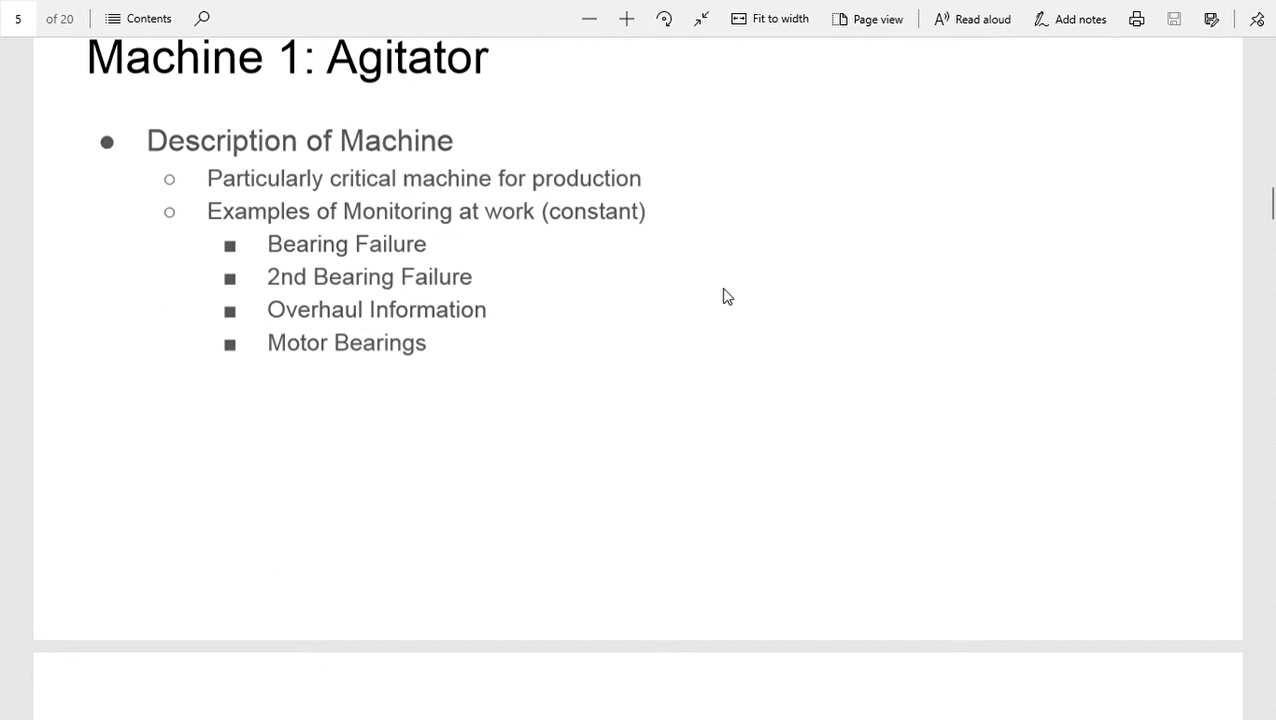 5 of 20 Contents Fit to width Page view Read aloud Add notes
Machine 1: Agitator
● Description of Machine
○ Particularly critical machine for production
○ Examples of Monitoring at work (constant)
■ Bearing Failure
■ 2nd Bearing Failure
■ Overhaul Information
■ Motor Bearings